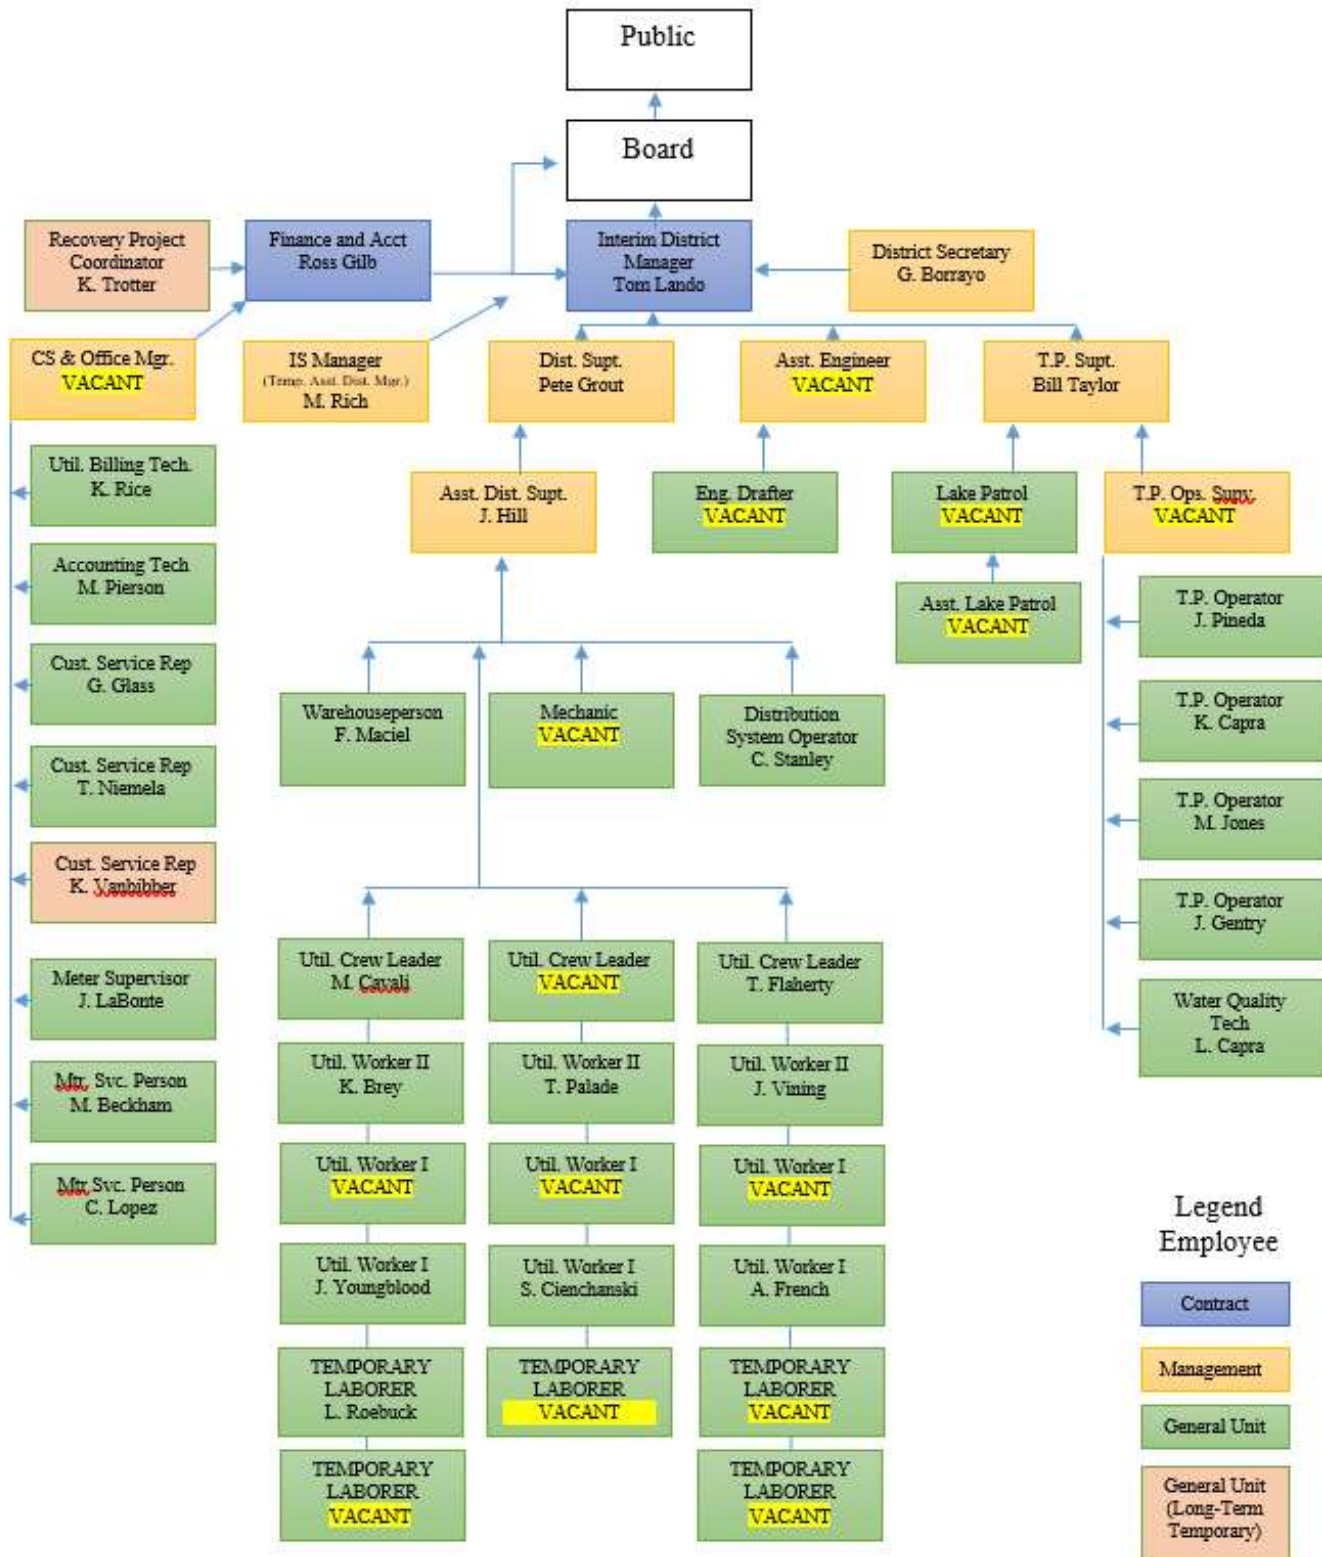 Public
Board
Recovery Project
Coordinator
K. Trotter
Finance and Acct
Ross Gilb
Interim District
Manager
Tom Lando
District Secretary
G. Borrayo
CS & Office Mgr.
VACANT
IS Manager
(Temp. Asst. Dist. Mgr.)
M. Rich
Dist. Supt.
Pete Grout
Asst. Engineer
VACANT
T.P. Supt.
Bill Taylor
Asst. Dist. Supt.
J. Hill
Eng. Drafter
VACANT
Lake Patrol
VACANT
T.P. Ops. Supv.
VACANT
Asst. Lake Patrol
VACANT
Util. Billing Tech.
K. Rice
Accounting Tech
M. Pierson
Cust. Service Rep
G. Glass
Cust. Service Rep
T. Niemela
Cust. Service Rep
K. Vanbibber
Meter Supervisor
J. LaBonte
Mtr. Svc. Person
M. Beckham
Mtr Svc. Person
C. Lopez
Warehouseperson
F. Maciel
Mechanic
VACANT
Distribution
System Operator
C. Stanley
Util. Crew Leader
M. Cavali
Util. Worker II
K. Brey
Util. Worker I
VACANT
Util. Worker I
J. Youngblood
TEMPORARY
LABORER
L. Roebuck
TEMPORARY
LABORER
VACANT
Util. Crew Leader
VACANT
Util. Worker II
T. Palade
Util. Worker I
VACANT
Util. Worker I
S. Cienchanski
TEMPORARY
LABORER
VACANT
Util. Crew Leader
T. Flaherty
Util. Worker II
J. Vining
Util. Worker I
VACANT
Util. Worker I
A. French
TEMPORARY
LABORER
VACANT
TEMPORARY
LABORER
VACANT
T.P. Operator
J. Pineda
T.P. Operator
K. Capra
T.P. Operator
M. Jones
T.P. Operator
J. Gentry
Water Quality
Tech
L. Capra
Legend
Employee
Contract
Management
General Unit
General Unit
(Long-Term
Temporary)